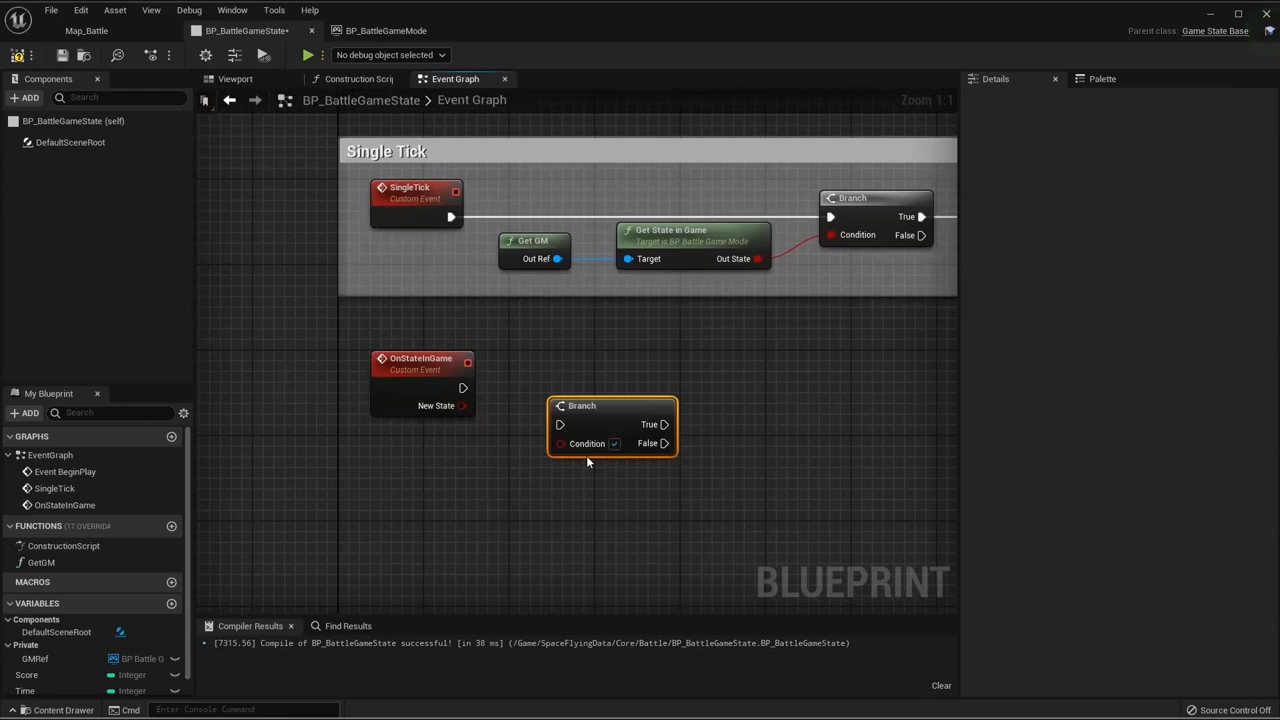 File Edit Asset View Debug Window Tools Help
Map_Battle BP_BattleGameState• BP_BattleGameMode Parent class: Game State Base
No debug object selected
Components Viewport Construction Scrip Event Graph Details Palette
ADD Search BP_BattleGameState > Event Graph Zoom 1:1
BP_BattleGameState (self)
DefaultSceneRoot
Single Tick
SingleTick
Custom Event
Branch
True
Condition False
Get GM
Out Ref
Get State in Game
Target is BP Battle Game Mode
Target Out State
OnStateInGame
Custom Event
New State
Branch
True
Condition False
My Blueprint
ADD Search
GRAPHS
EventGraph
Event BeginPlay
SingleTick
OnStateInGame
FUNCTIONS (17 OVERRIDA
ConstructionScript
GetGM
MACROS
VARIABLES
Components
DefaultSceneRoot
Private
GMRef BP Battle G
Score Integer
Time Integer
BLUEPRINT
Compiler Results Find Results
[7315.56] Compile of BP_BattleGameState successful! [in 38 ms] (/Game/SpaceFlyingData/Core/Battle/BP_BattleGameState.BP_BattleGameState)
Clear
Content Drawer Cmd Enter Console Command Source Control Off